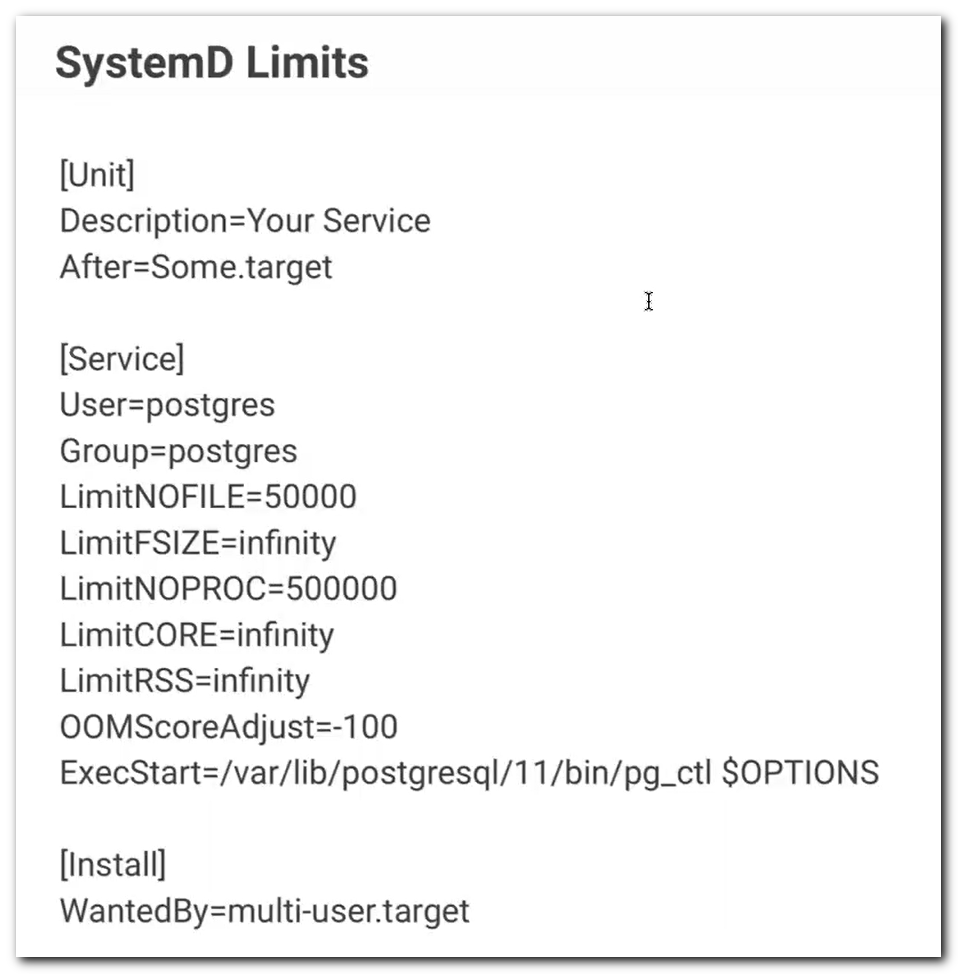 SystemD Limits
[Unit]
Description=Your Service
After=Some.target
[Service]
User=postgres
Group=postgres
LimitNOFILE=50000
LimitFSIZE=infinity
LimitNOPROC=500000
LimitCORE=infinity
LimitRSS=infinity
OOMScoreAdjust=-100
ExecStart=/var/lib/postgresql/11/bin/pg_ctl $OPTIONS
[Install]
WantedBy=multi-user.target